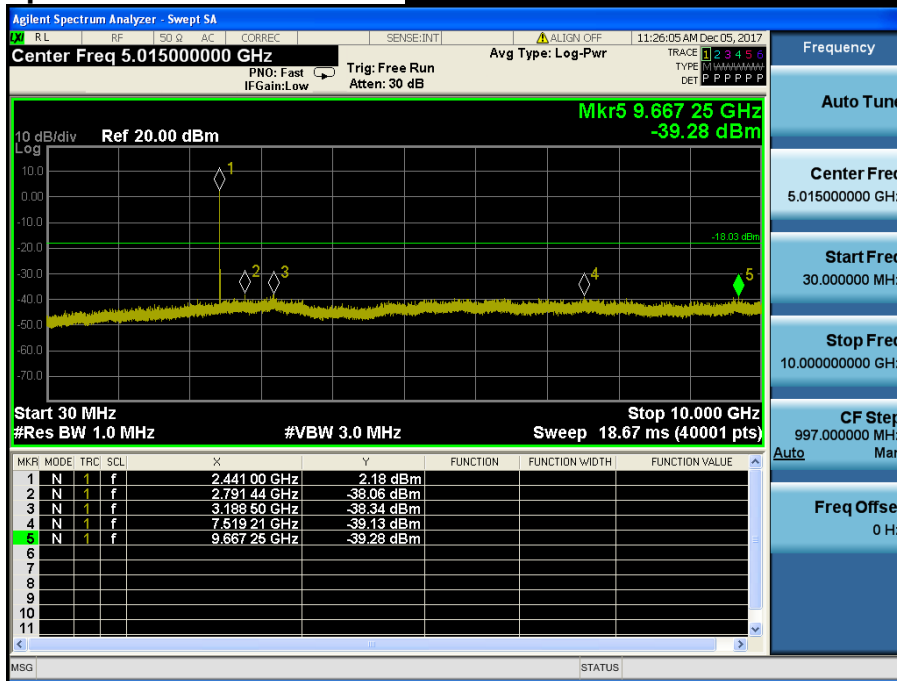 Agilent Spectrum Analyzer - Swept SA
LXI RL RF 50 Ω AC CORREC SENSE:INT ALIGN OFF 11:26:05 AM Dec 05, 2017
Center Freq 5.015000000 GHz
PNO: Fast
IFGain:Low
Trig: Free Run
Atten: 30 dB
Avg Type: Log-Pwr
TRACE 1 2 3 4 5 6
TYPE M WWWWW
DET P P P P P P
Mkr5 9.667 25 GHz
-39.28 dBm
10 dB/div Ref 20.00 dBm
Log
10.0
0.00
-10.0
-20.0
-30.0
-40.0
-50.0
-60.0
-70.0
1
2
3
4
5
-18.03 dBm
Start 30 MHz Stop 10.000 GHz
#Res BW 1.0 MHz #VBW 3.0 MHz Sweep 18.67 ms (40001 pts)
MKR MODE TRC SCL X Y FUNCTION FUNCTION WIDTH FUNCTION VALUE
1 N 1 f 2.441 00 GHz 2.18 dBm
2 N 1 f 2.791 44 GHz -38.06 dBm
3 N 1 f 3.188 50 GHz -38.34 dBm
4 N 1 f 7.519 21 GHz -39.13 dBm
5 N 1 f 9.667 25 GHz -39.28 dBm
6
7
8
9
10
11
MSG STATUS
Frequency
Auto Tune
Center Freq
5.015000000 GHz
Start Freq
30.000000 MHz
Stop Freq
10.000000000 GHz
CF Step
997.000000 MHz
Auto Man
Freq Offset
0 Hz